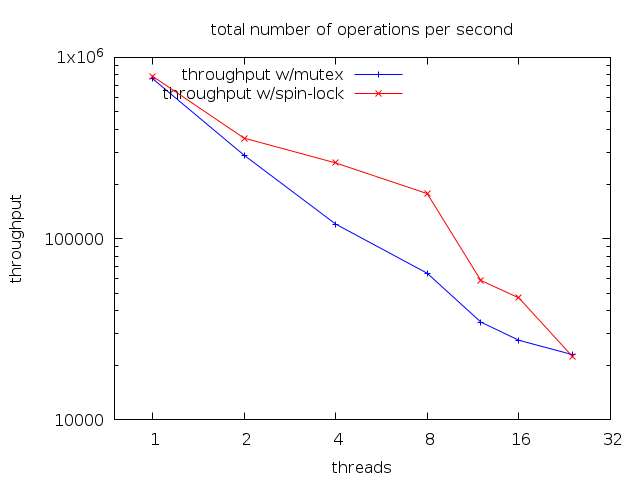 total number of operations per second
1x10⁶
throughput w/mutex
throughput w/spin-lock
throughput
100000
10000
1 2 4 8 16 32
threads